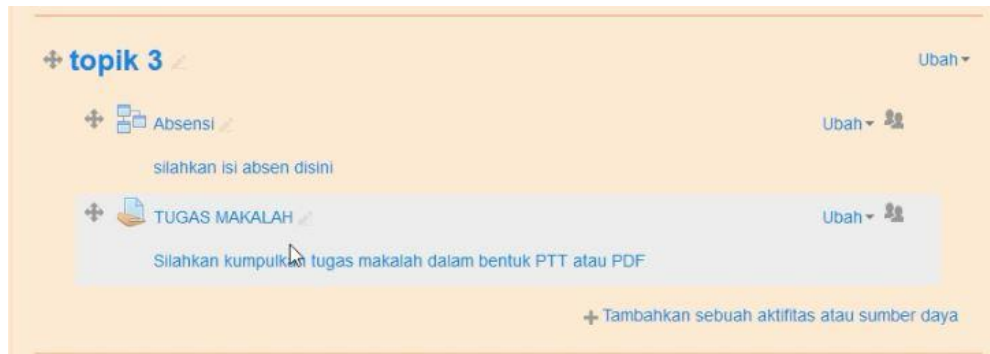 topik 3 Ubah
Absensi Ubah
silahkan isi absen disini
TUGAS MAKALAH Ubah
Silahkan kumpulkan tugas makalah dalam bentuk PTT atau PDF
Tambahkan sebuah aktifitas atau sumber daya